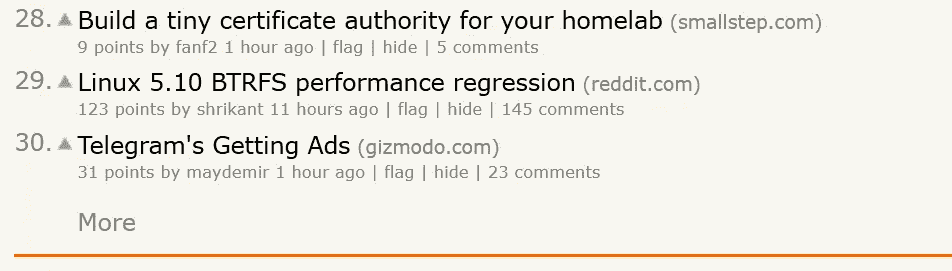 28. Build a tiny certificate authority for your homelab (smallstep.com)
9 points by fanf2 1 hour ago | flag | hide | 5 comments
29. Linux 5.10 BTRFS performance regression (reddit.com)
123 points by shrikant 11 hours ago | flag | hide | 145 comments
30. Telegram's Getting Ads (gizmodo.com)
31 points by maydemir 1 hour ago | flag | hide | 23 comments
More